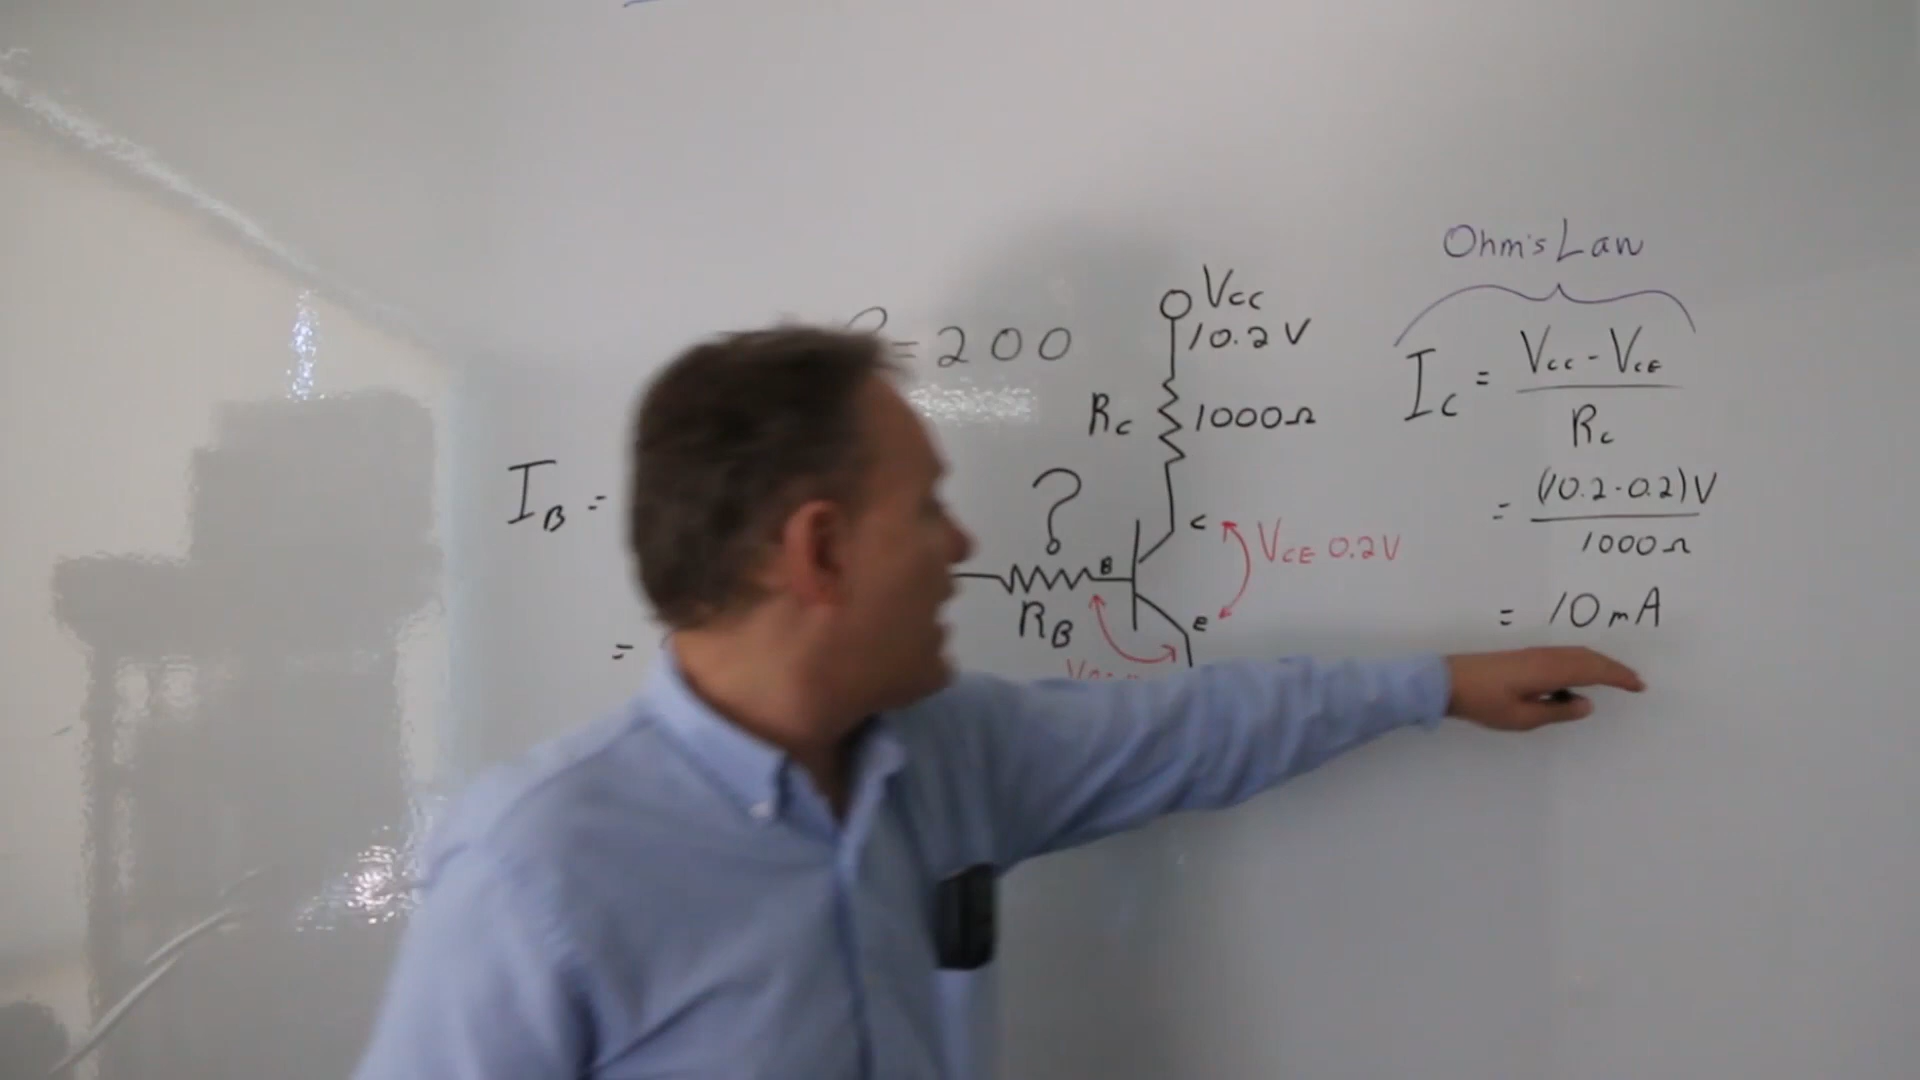 Ohm's Law
Vcc
10.2 V
= 200
Rc 1000Ω
Ic = Vcc - VCE
Rc
= (10.2-0.2)V
1000Ω
= 10mA
IB =
?
B
RB
C
e
VCE 0.2V
=